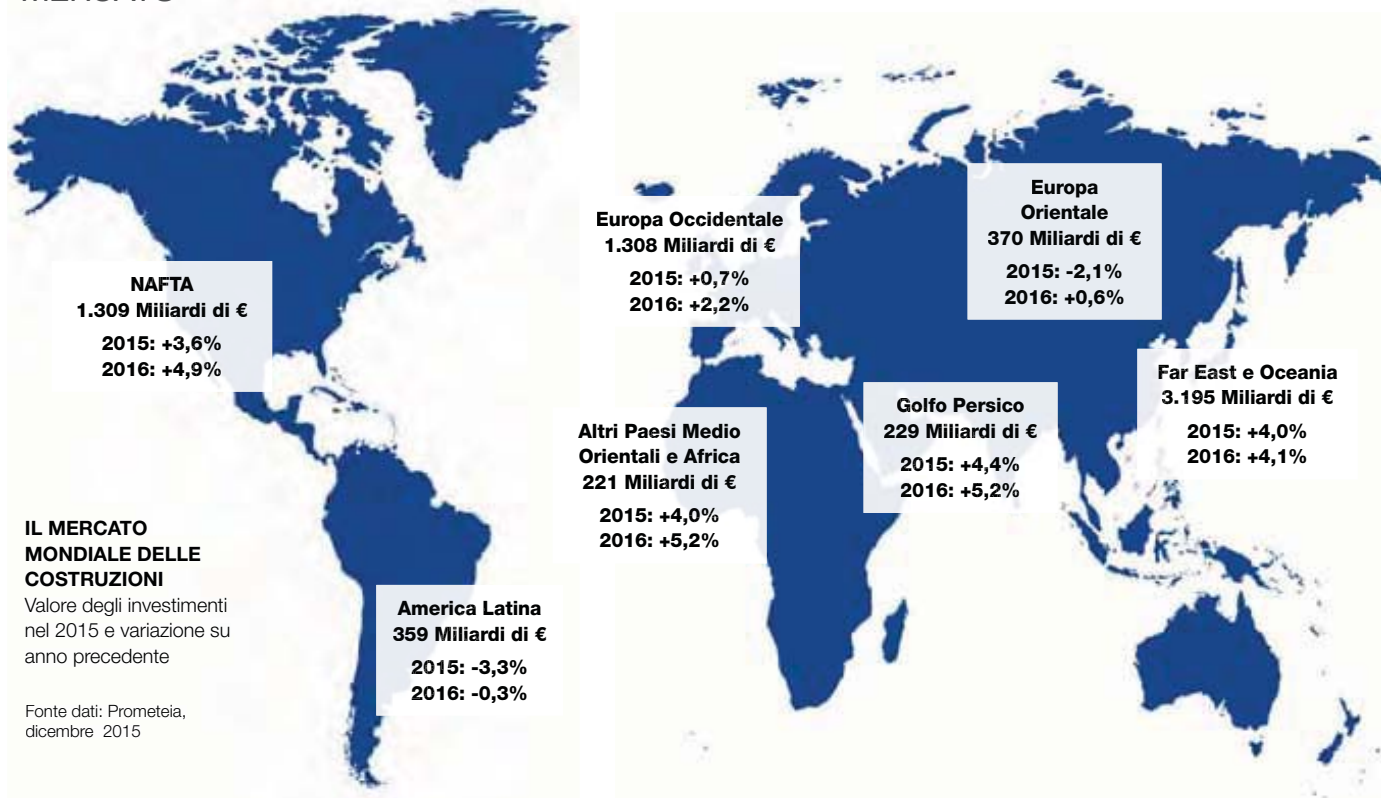 NAFTA
1.309 Miliardi di €
2015: +3,6%
2016: +4,9%
Europa Occidentale
1.308 Miliardi di €
2015: +0,7%
2016: +2,2%
Europa
Orientale
370 Miliardi di €
2015: -2,1%
2016: +0,6%
Far East e Oceania
3.195 Miliardi di €
2015: +4,0%
2016: +4,1%
Golfo Persico
229 Miliardi di €
2015: +4,4%
2016: +5,2%
Altri Paesi Medio
Orientali e Africa
221 Miliardi di €
2015: +4,0%
2016: +5,2%
America Latina
359 Miliardi di €
2015: -3,3%
2016: -0,3%
IL MERCATO
MONDIALE DELLE
COSTRUZIONI
Valore degli investimenti
nel 2015 e variazione su
anno precedente
Fonte dati: Prometeia,
dicembre 2015